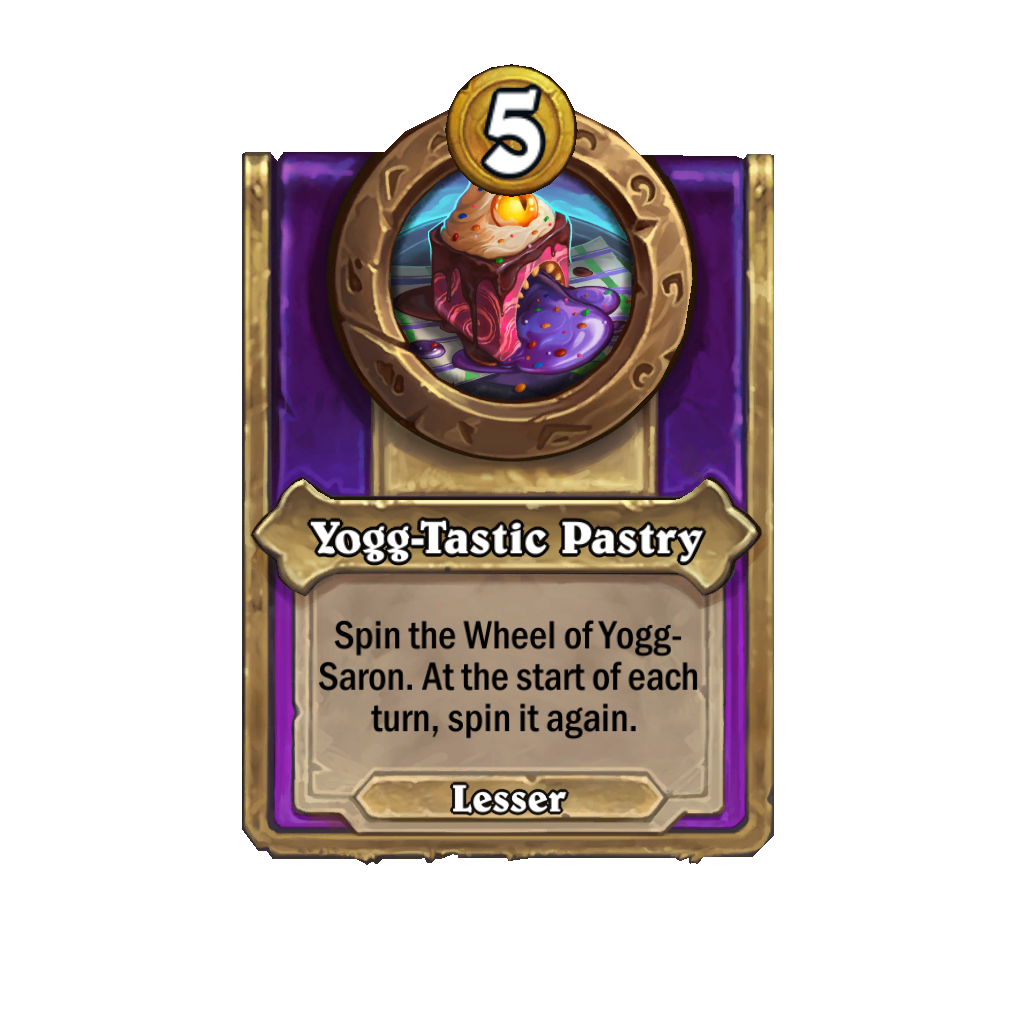 5
Yogg-Tastic Pastry
Spin the Wheel of Yogg-
Saron. At the start of each
turn, spin it again.
Lesser